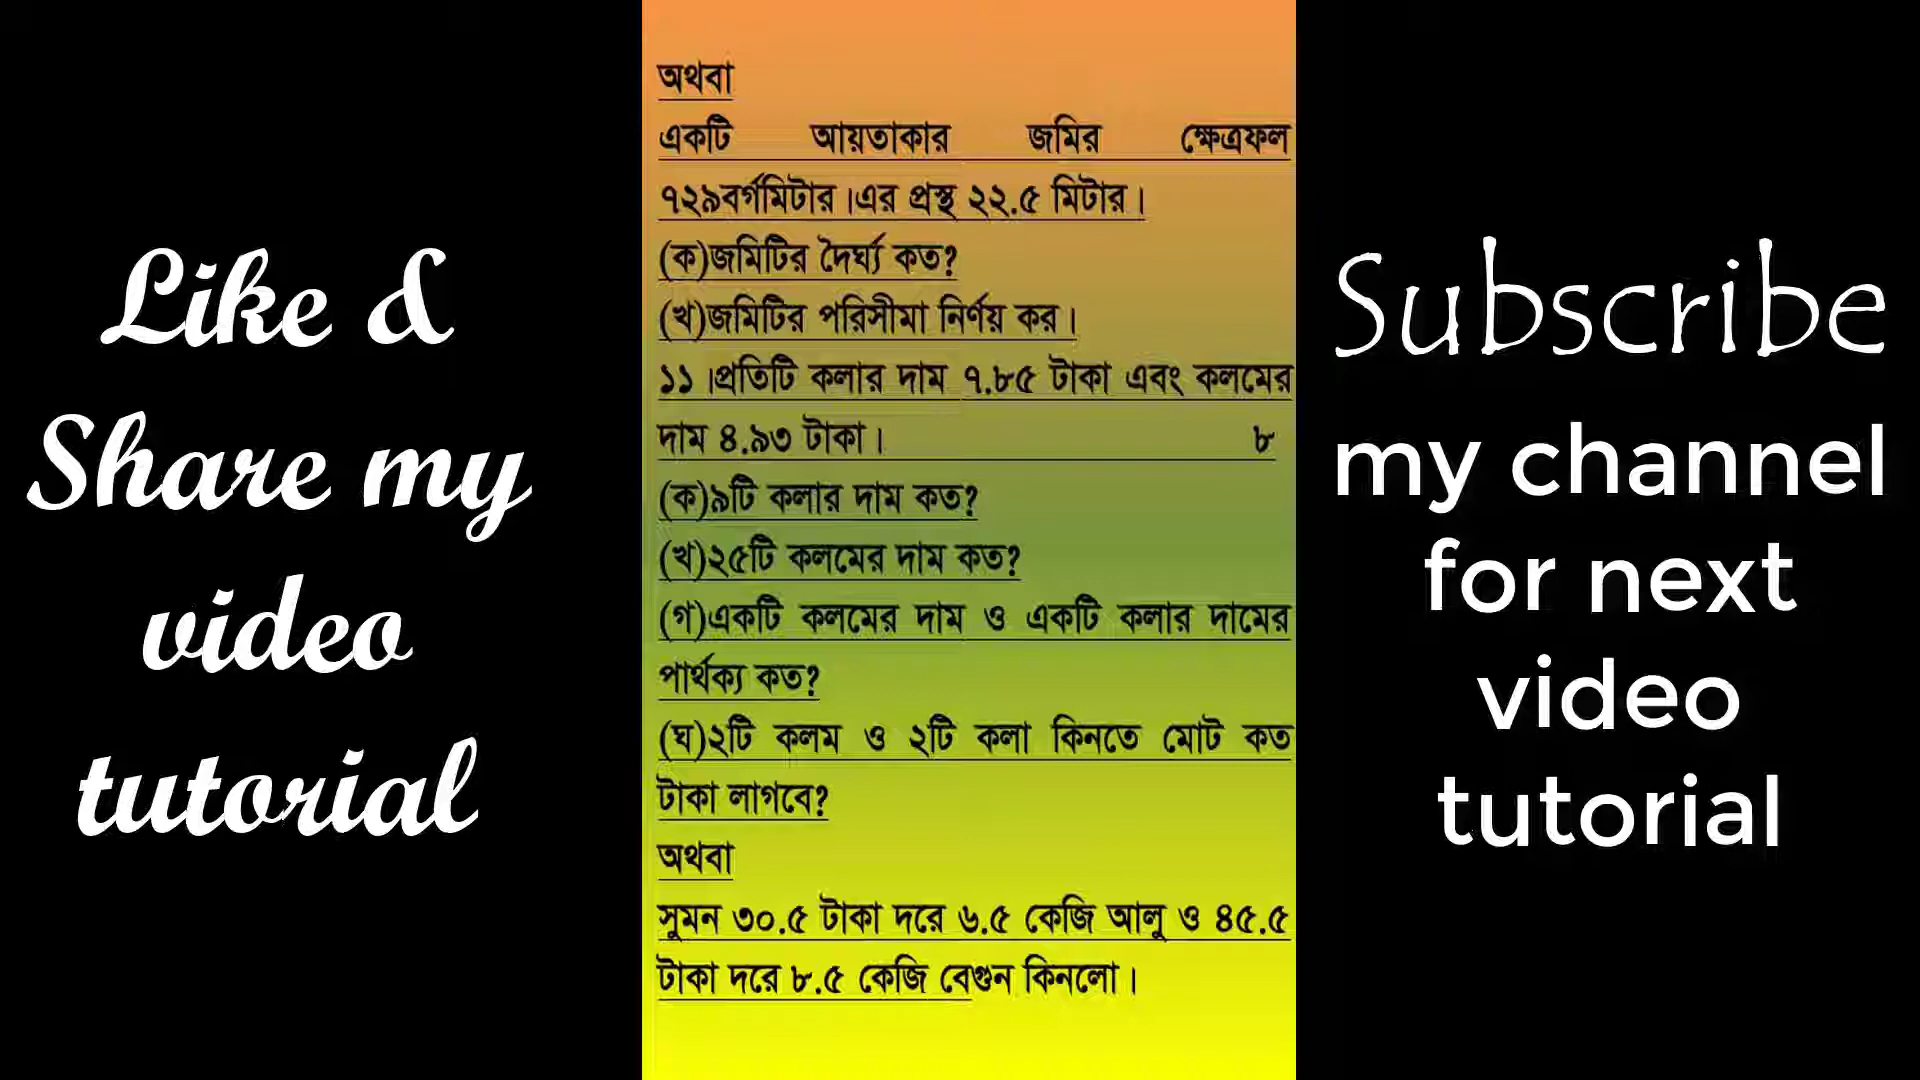 Like &
Share my
video
tutorial
অথবা
একটি আয়তাকার জমির ক্ষেত্রফল
৭২৯বর্গমিটার।এর প্রস্থ ২২.৫ মিটার।
(ক)জমিটির দৈর্ঘ্য কত?
(খ)জমিটির পরিসীমা নির্ণয় কর।
১১।প্রতিটি কলার দাম ৭.৮৫ টাকা এবং কলমের
দাম ৪.৯৩ টাকা। ৮
(ক)৯টি কলার দাম কত?
(খ)২৫টি কলমের দাম কত?
(গ)একটি কলমের দাম ও একটি কলার দামের
পার্থক্য কত?
(ঘ)২টি কলম ও ২টি কলা কিনতে মোট কত
টাকা লাগবে?
অথবা
সুমন ৩০.৫ টাকা দরে ৬.৫ কেজি আলু ও ৪৫.৫
টাকা দরে ৮.৫ কেজি বেগুন কিনলো।
Subscribe
my channel
for next
video
tutorial